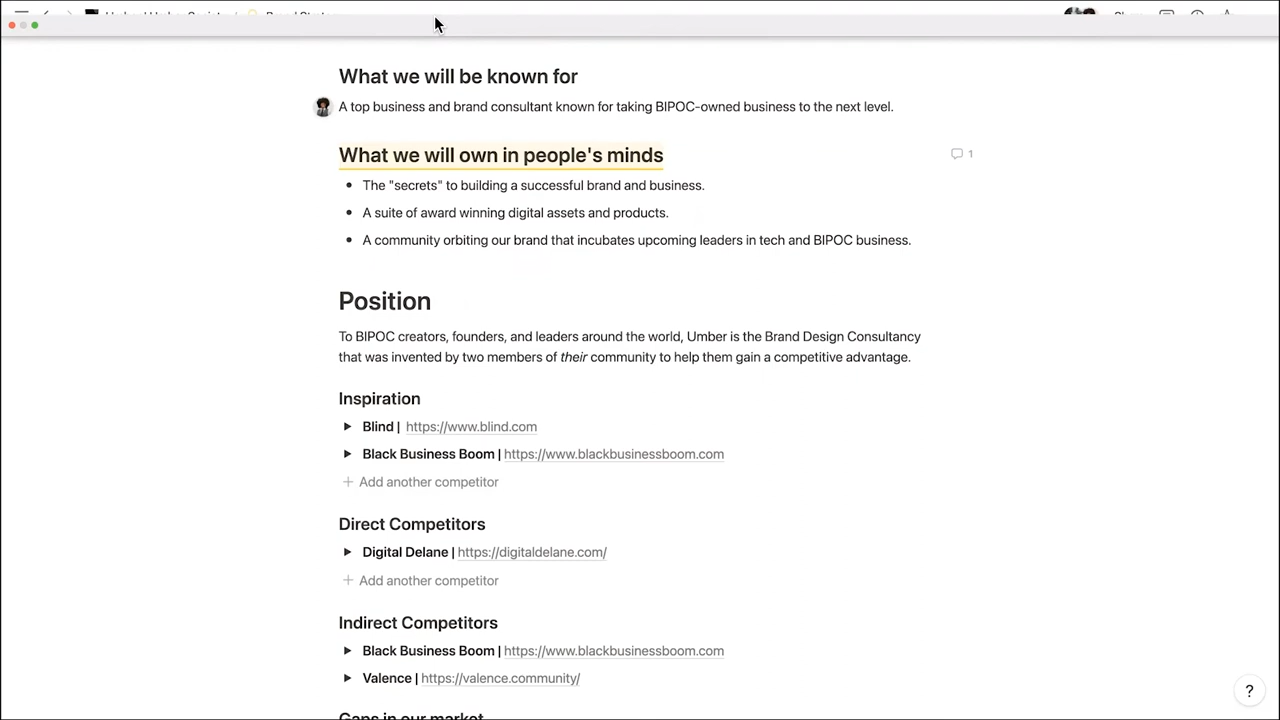 What we will be known for
A top business and brand consultant known for taking BIPOC-owned business to the next level.
What we will own in people's minds
1
The "secrets" to building a successful brand and business.
A suite of award winning digital assets and products.
A community orbiting our brand that incubates upcoming leaders in tech and BIPOC business.
Position
To BIPOC creators, founders, and leaders around the world, Umber is the Brand Design Consultancy
that was invented by two members of their community to help them gain a competitive advantage.
Inspiration
Blind | https://www.blind.com
Black Business Boom | https://www.blackbusinessboom.com
+ Add another competitor
Direct Competitors
Digital Delane | https://digitaldelane.com/
+ Add another competitor
Indirect Competitors
Black Business Boom | https://www.blackbusinessboom.com
Valence | https://valence.community/
Gaps in our market
?